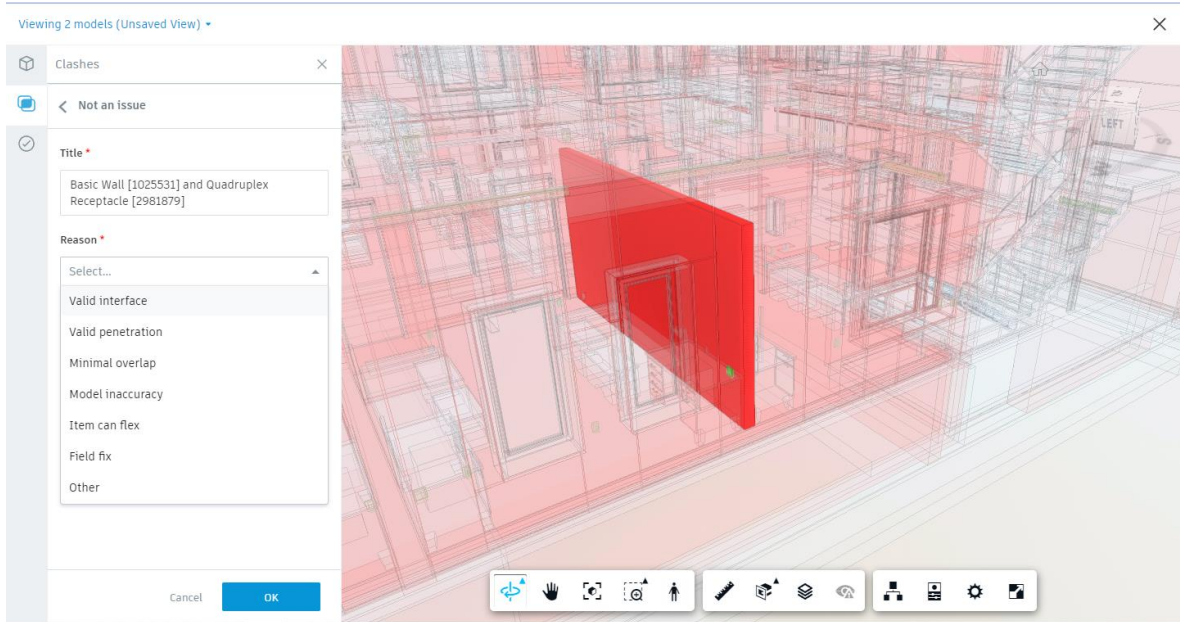 Viewing 2 models (Unsaved View)
Clashes
Not an issue
Title *
Basic Wall [1025531] and Quadruplex
Receptacle [2981879]
Reason *
Select...
Valid interface
Valid penetration
Minimal overlap
Model inaccuracy
Item can flex
Field fix
Other
Cancel
OK
LEFT
S